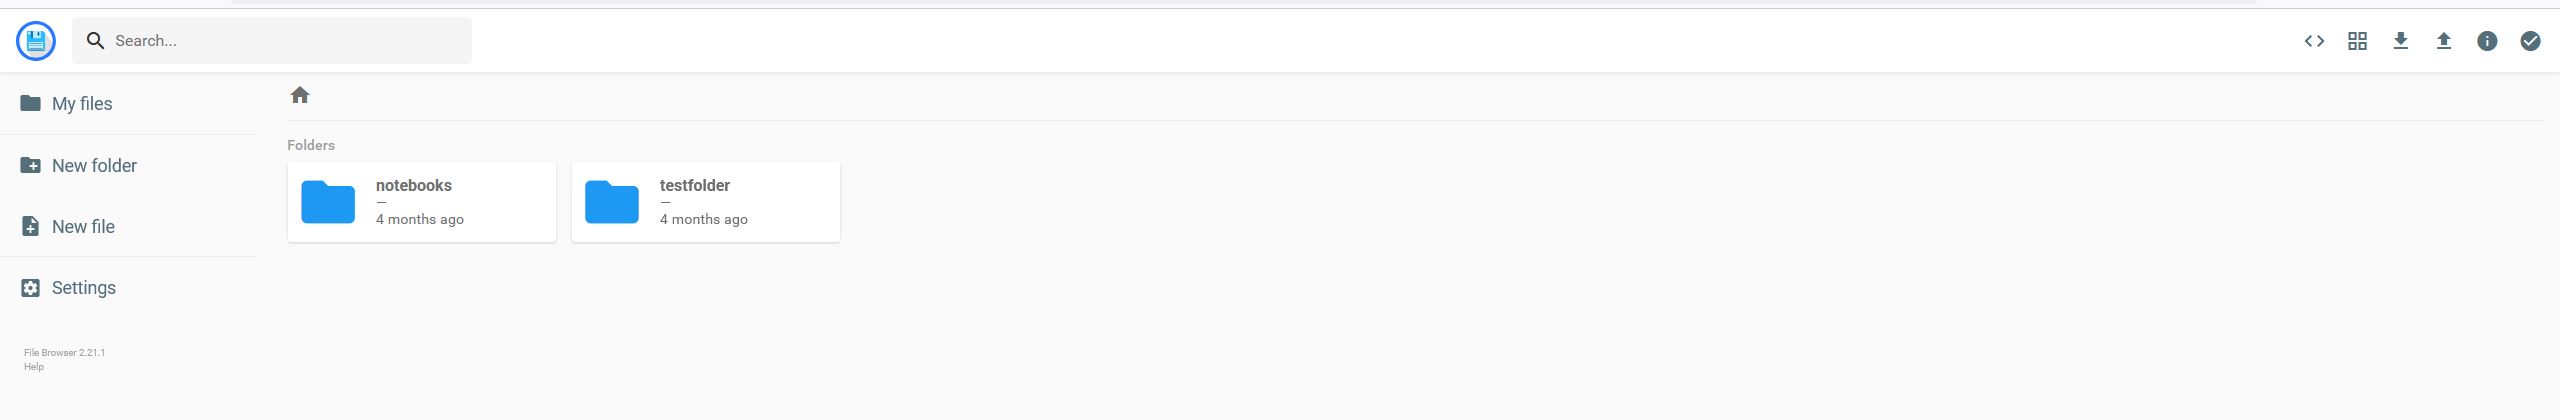 Search...
My files
New folder
New file
Settings
File Browser 2.21.1
Help
Folders
notebooks
—
4 months ago
testfolder
—
4 months ago